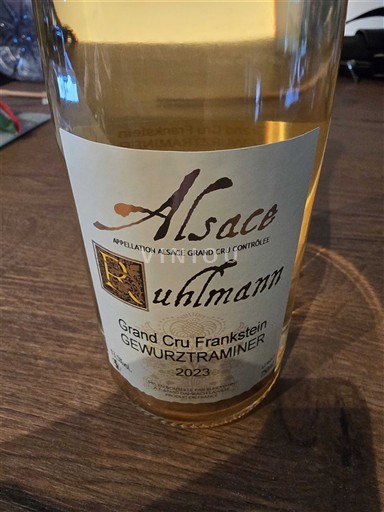 Alsace
APPELLATION ALSACE GRAND CRU CONTRÔLÉE
Ruhlmann
Grand Cru Frankstein
GEWURZTRAMINER
2023
VINTOU